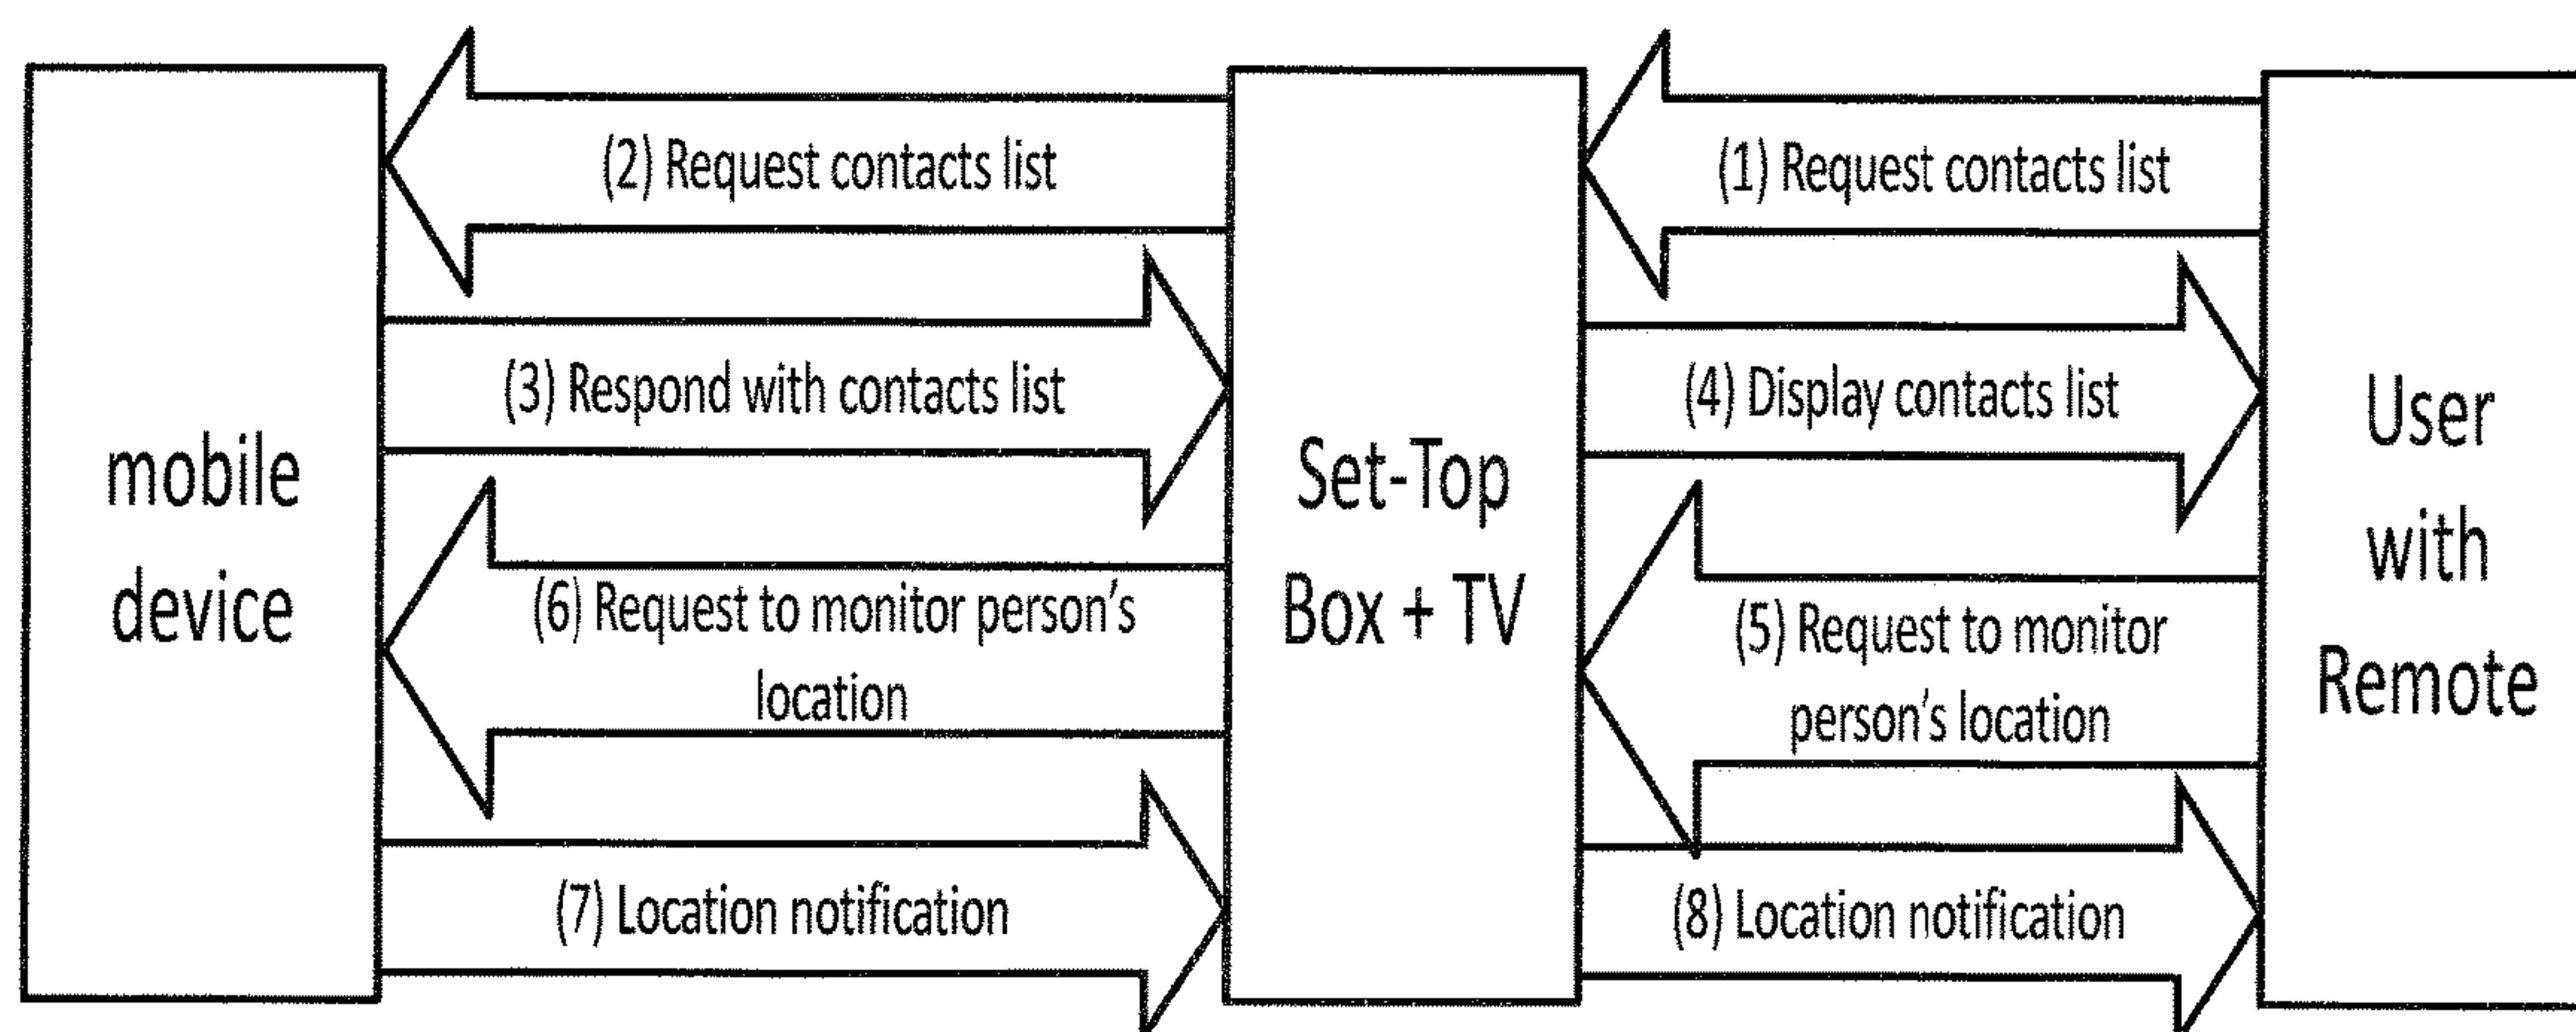 mobile
device
(2) Request contacts list
(3) Respond with contacts list
(6) Request to monitor person's
location
(7) Location notification
Set-Top
Box + TV
(1) Request contacts list
(4) Display contacts list
(5) Request to monitor
person's location
(8) Location notification
User
with
Remote